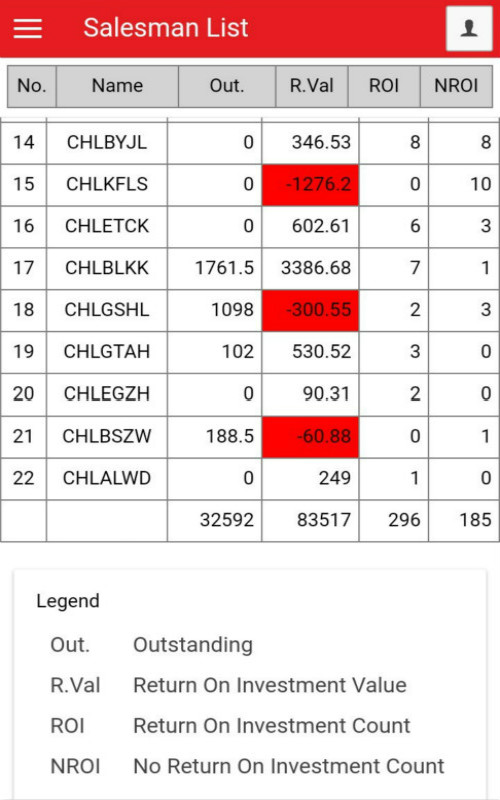 Salesman List
No. Name Out. R.Val ROI NROI
14 CHLBYJL 0 346.53 8 8
15 CHLKFLS 0 -1276.2 0 10
16 CHLETCK 0 602.61 6 3
17 CHLBLKK 1761.5 3386.68 7 1
18 CHLGSHL 1098 -300.55 2 3
19 CHLGTAH 102 530.52 3 0
20 CHLEGZH 0 90.31 2 0
21 CHLBSZW 188.5 -60.88 0 1
22 CHLALWD 0 249 1 0
32592 83517 296 185
Legend
Out. Outstanding
R.Val Return On Investment Value
ROI Return On Investment Count
NROI No Return On Investment Count